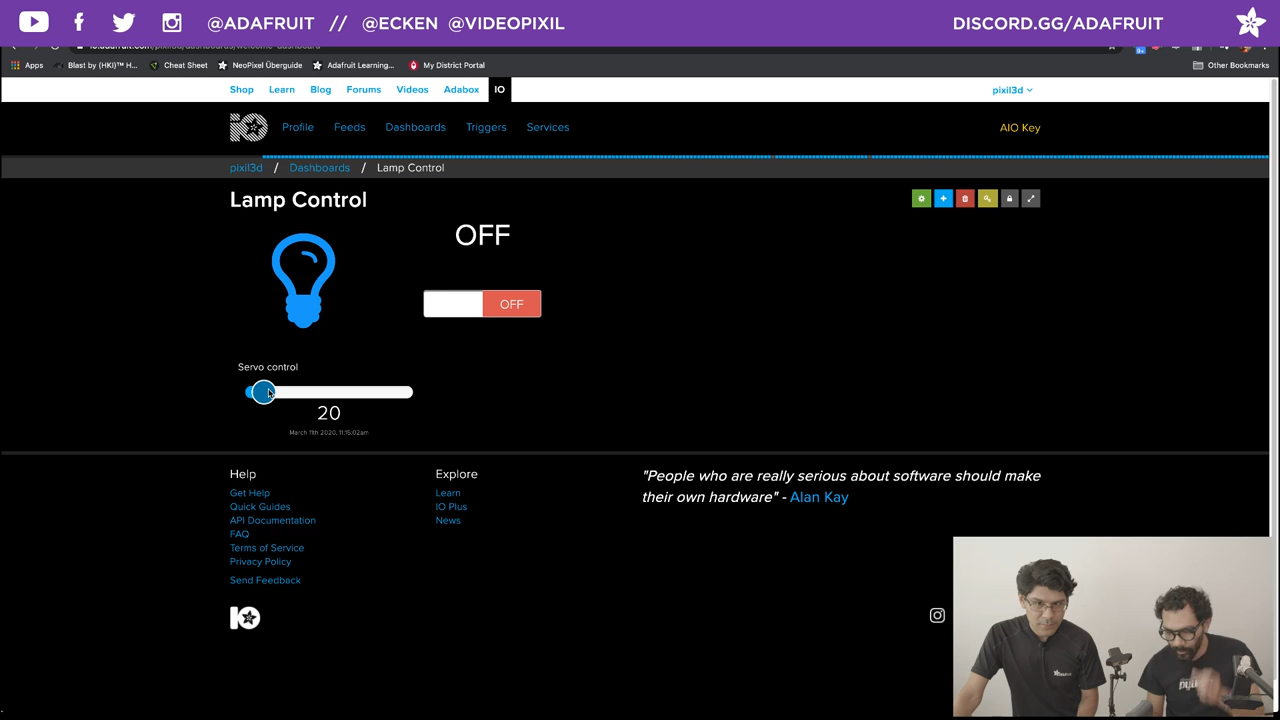 @ADAFRUIT // @ECKEN @VIDEOPIXIL
DISCORD.GG/ADAFRUIT
Apps
Blast by (HKI)™ H...
Cheat Sheet
NeoPixel Überguide
Adafruit Learning...
My District Portal
Other Bookmarks
Shop
Learn
Blog
Forums
Videos
Adabox
IO
pixil3d
Profile
Feeds
Dashboards
Triggers
Services
AIO Key
pixil3d / Dashboards / Lamp Control
Lamp Control
OFF
OFF
Servo control
20
March 11th 2020, 11:15:02am
Help
Get Help
Quick Guides
API Documentation
FAQ
Terms of Service
Privacy Policy
Send Feedback
Explore
Learn
IO Plus
News
"People who are really serious about software should make
their own hardware" - Alan Kay